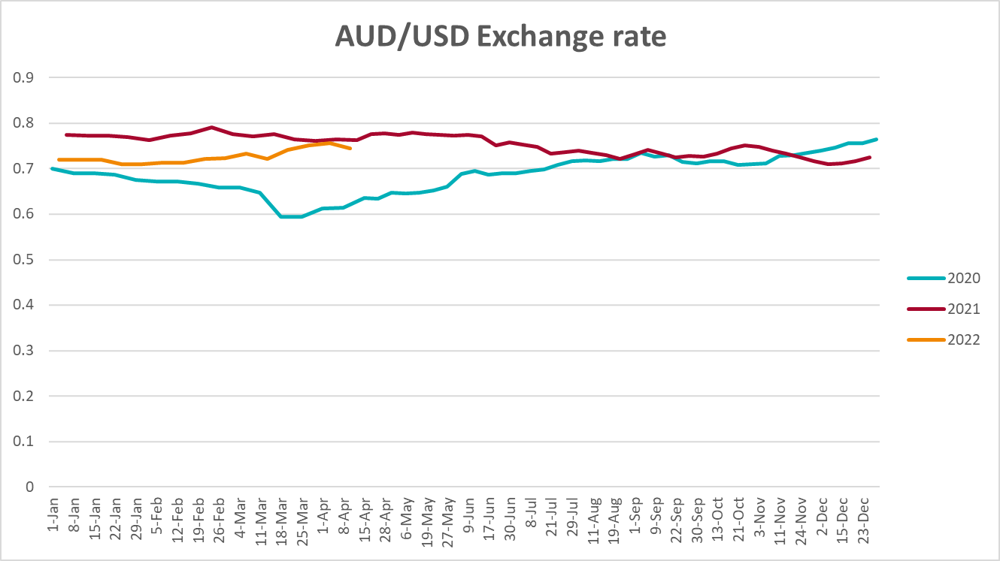 AUD/USD Exchange rate
0.9
0.8
0.7
0.6
0.5
0.4
0.3
0.2
0.1
0
1-Jan
8-Jan
15-Jan
22-Jan
29-Jan
5-Feb
12-Feb
19-Feb
26-Feb
4-Mar
11-Mar
18-Mar
25-Mar
1-Apr
8-Apr
15-Apr
28-Apr
6-May
19-May
27-May
9-Jun
17-Jun
30-Jun
8-Jul
21-Jul
29-Jul
11-Aug
19-Aug
1-Sep
9-Sep
22-Sep
30-Sep
13-Oct
21-Oct
3-Nov
11-Nov
24-Nov
2-Dec
15-Dec
23-Dec
2020
2021
2022